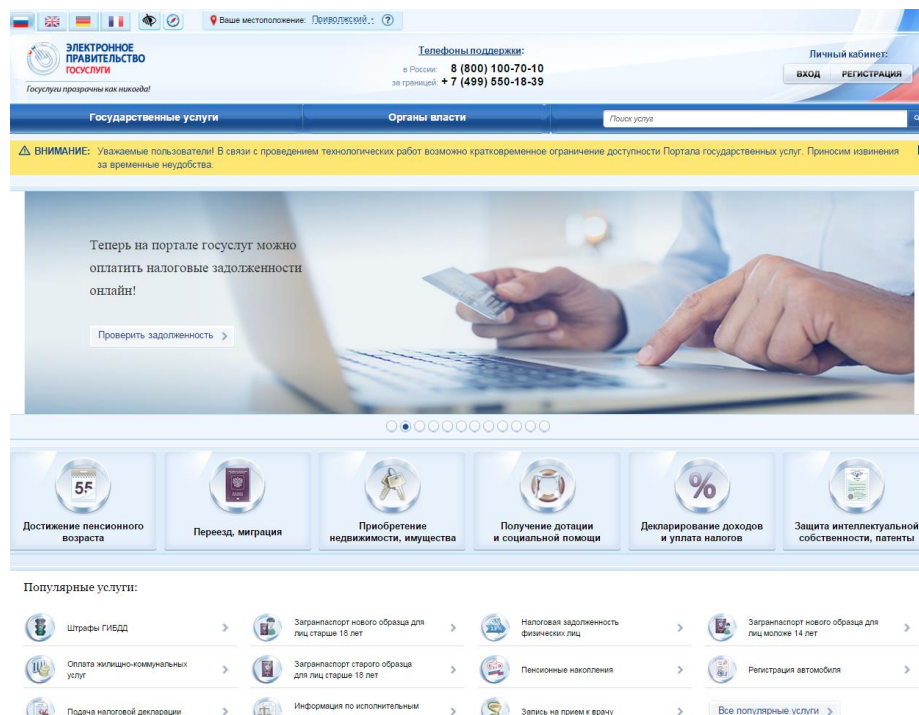 Ваше местоположение: Приволжский
Телефоны поддержки:
Личный кабинет:
ЭЛЕКТРОННОЕ
ПРАВИТЕЛЬСТВО
ГОСУСЛУГИ
в России: 8 (800) 100-70-10
за границей: + 7 (499) 550-18-39
ВХОД РЕГИСТРАЦИЯ
Госуслуги прозрачны как никогда!
Государственные услуги
Органы власти
Поиск услуг
ВНИМАНИЕ: Уважаемые пользователи! В связи с проведением технологических работ возможно кратковременное ограничение доступности Портала государственных услуг. Приносим извинения
за временные неудобства.
Теперь на портале госуслуг можно
оплатить налоговые задолженности
онлайн!
Проверить задолженность
55
Достижение пенсионного
возраста
Переезд, миграция
Приобретение
недвижимости, имущества
Получение дотации
и социальной помощи
%
Декларирование доходов
и уплата налогов
Защита интеллектуальной
собственности, патенты
Популярные услуги:
Штрафы ГИБДД
Загранпаспорт нового образца для
лиц старше 18 лет
Налоговая задолженность
физических лиц
Загранпаспорт нового образца для
лиц моложе 14 лет
Оплата жилищно-коммунальных
услуг
Загранпаспорт старого образца
для лиц старше 18 лет
Пенсионные накопления
Регистрация автомобиля
Подача налоговой декларации
Информация по исполнительным
Запись на прием к врачу
Все популярные услуги